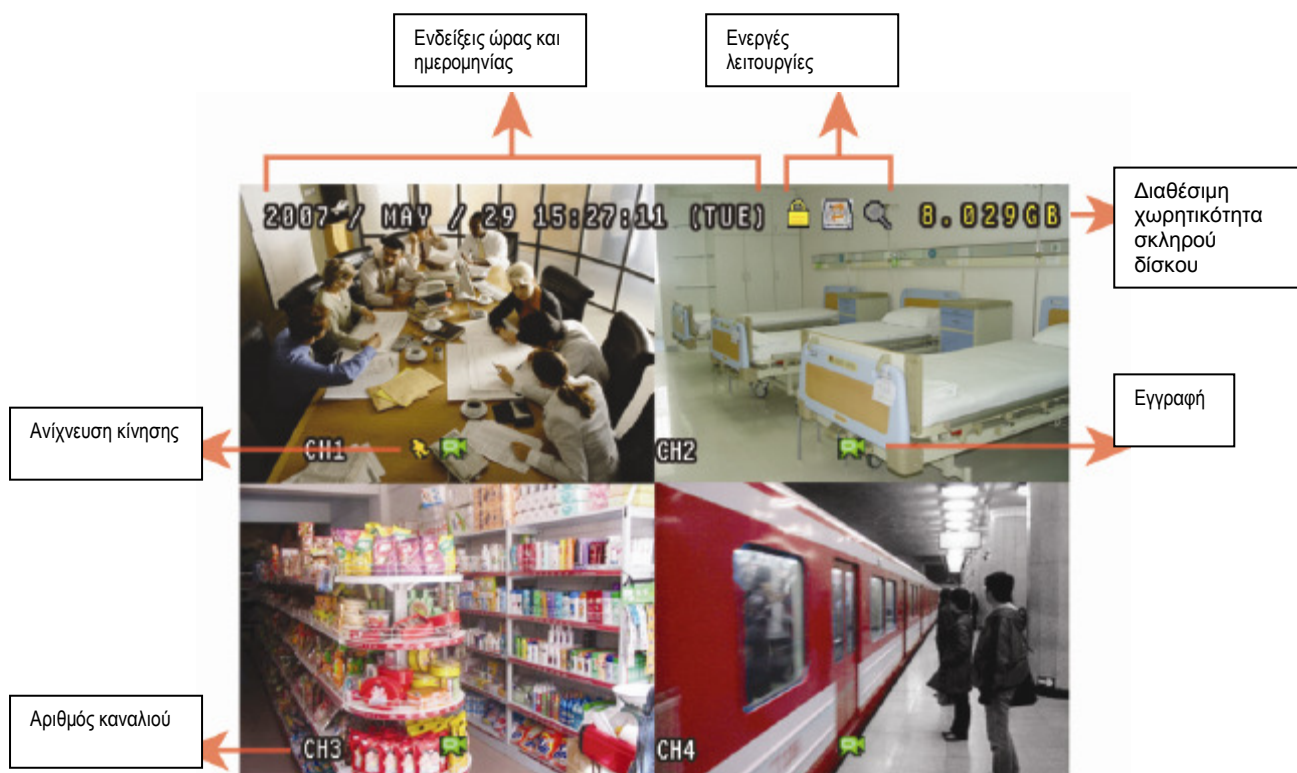 Ενδείξεις ώρας και
ημερομηνίας
Ενεργές
λειτουργίες
2007 / MAY / 29 15:27:11 (TUE) 8.029GB
Διαθέσιμη
χωρητικότητα
σκληρού
δίσκου
Ανίχνευση κίνησης
CH1
CH2
Εγγραφή
Αριθμός καναλιού
CH3
CH4